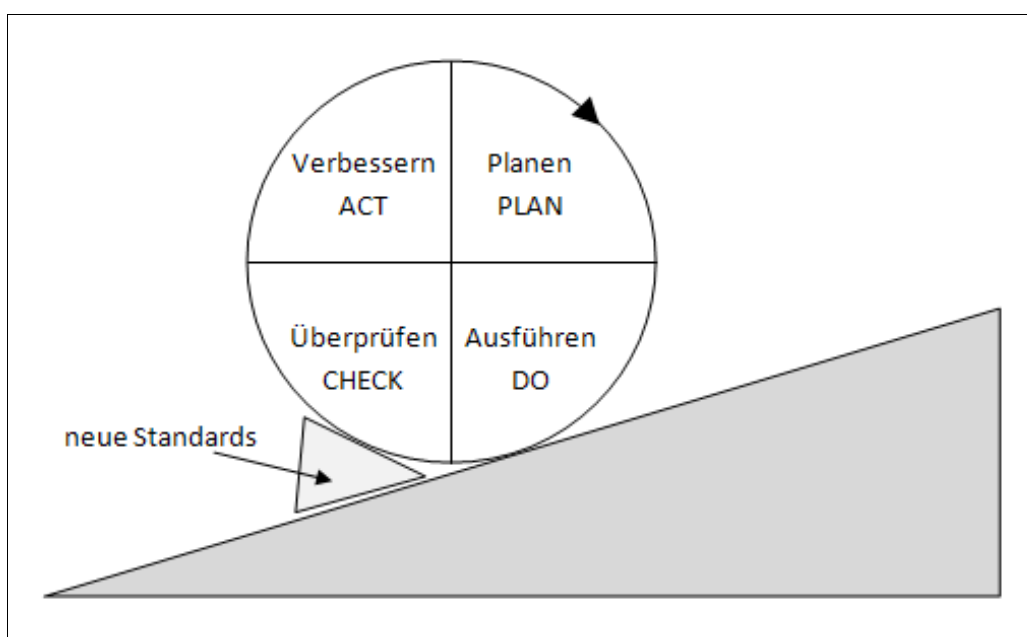 Verbessern
ACT
Planen
PLAN
Überprüfen
CHECK
Ausführen
DO
neue Standards